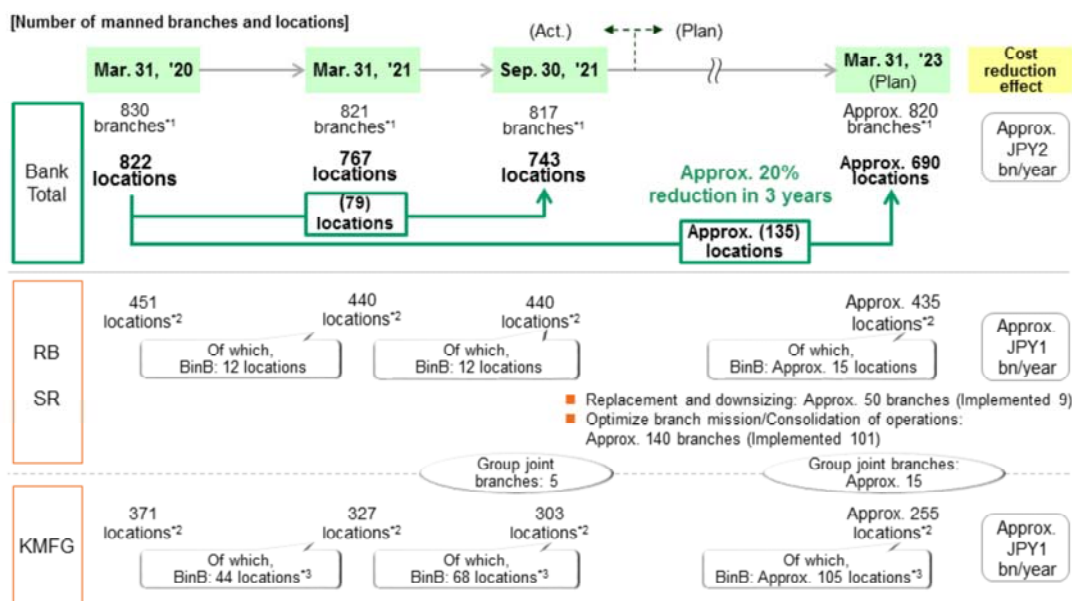 [Number of manned branches and locations]
(Act.)
(Plan)
Mar. 31, '20
Mar. 31, '21
Sep. 30, '21
Mar. 31, '23
(Plan)
Cost
reduction
effect
Bank
Total
830
branches*1
821
branches*1
817
branches*1
Approx. 820
branches*1
822
locations
767
locations
743
locations
Approx. 690
locations
Approx.
JPY2
bn/year
(79)
locations
Approx. 20%
reduction in 3 years
Approx. (135)
locations
RB
SR
451
locations*2
440
locations*2
440
locations*2
Approx. 435
locations*2
Of which,
BinB: 12 locations
Of which,
BinB: 12 locations
Of which,
BinB: Approx. 15 locations
Approx.
JPY1
bn/year
Replacement and downsizing: Approx. 50 branches (Implemented 9)
Optimize branch mission/Consolidation of operations:
Approx. 140 branches (Implemented 101)
Group joint
branches: 5
Group joint branches:
Approx. 15
KMFG
371
locations*2
327
locations*2
303
locations*2
Approx. 255
locations*2
Of which,
BinB: 44 locations*3
Of which,
BinB: 68 locations*3
Of which,
BinB: Approx. 105 locations*3
Approx.
JPY1
bn/year